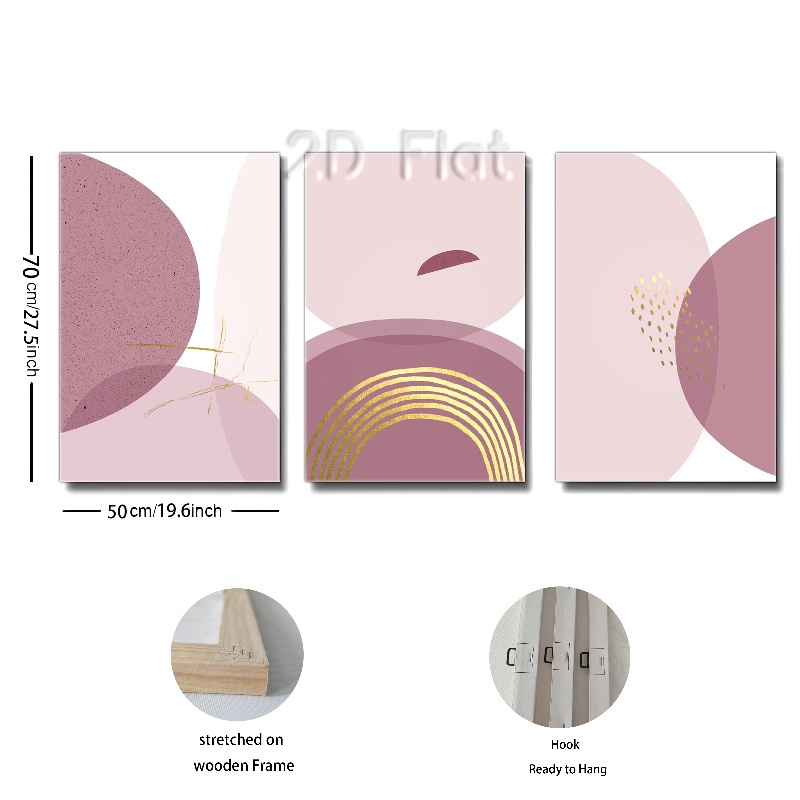 2D Flat
70 cm/27.5inch
50cm/19.6inch
stretched on
wooden Frame
Hook
Ready to Hang